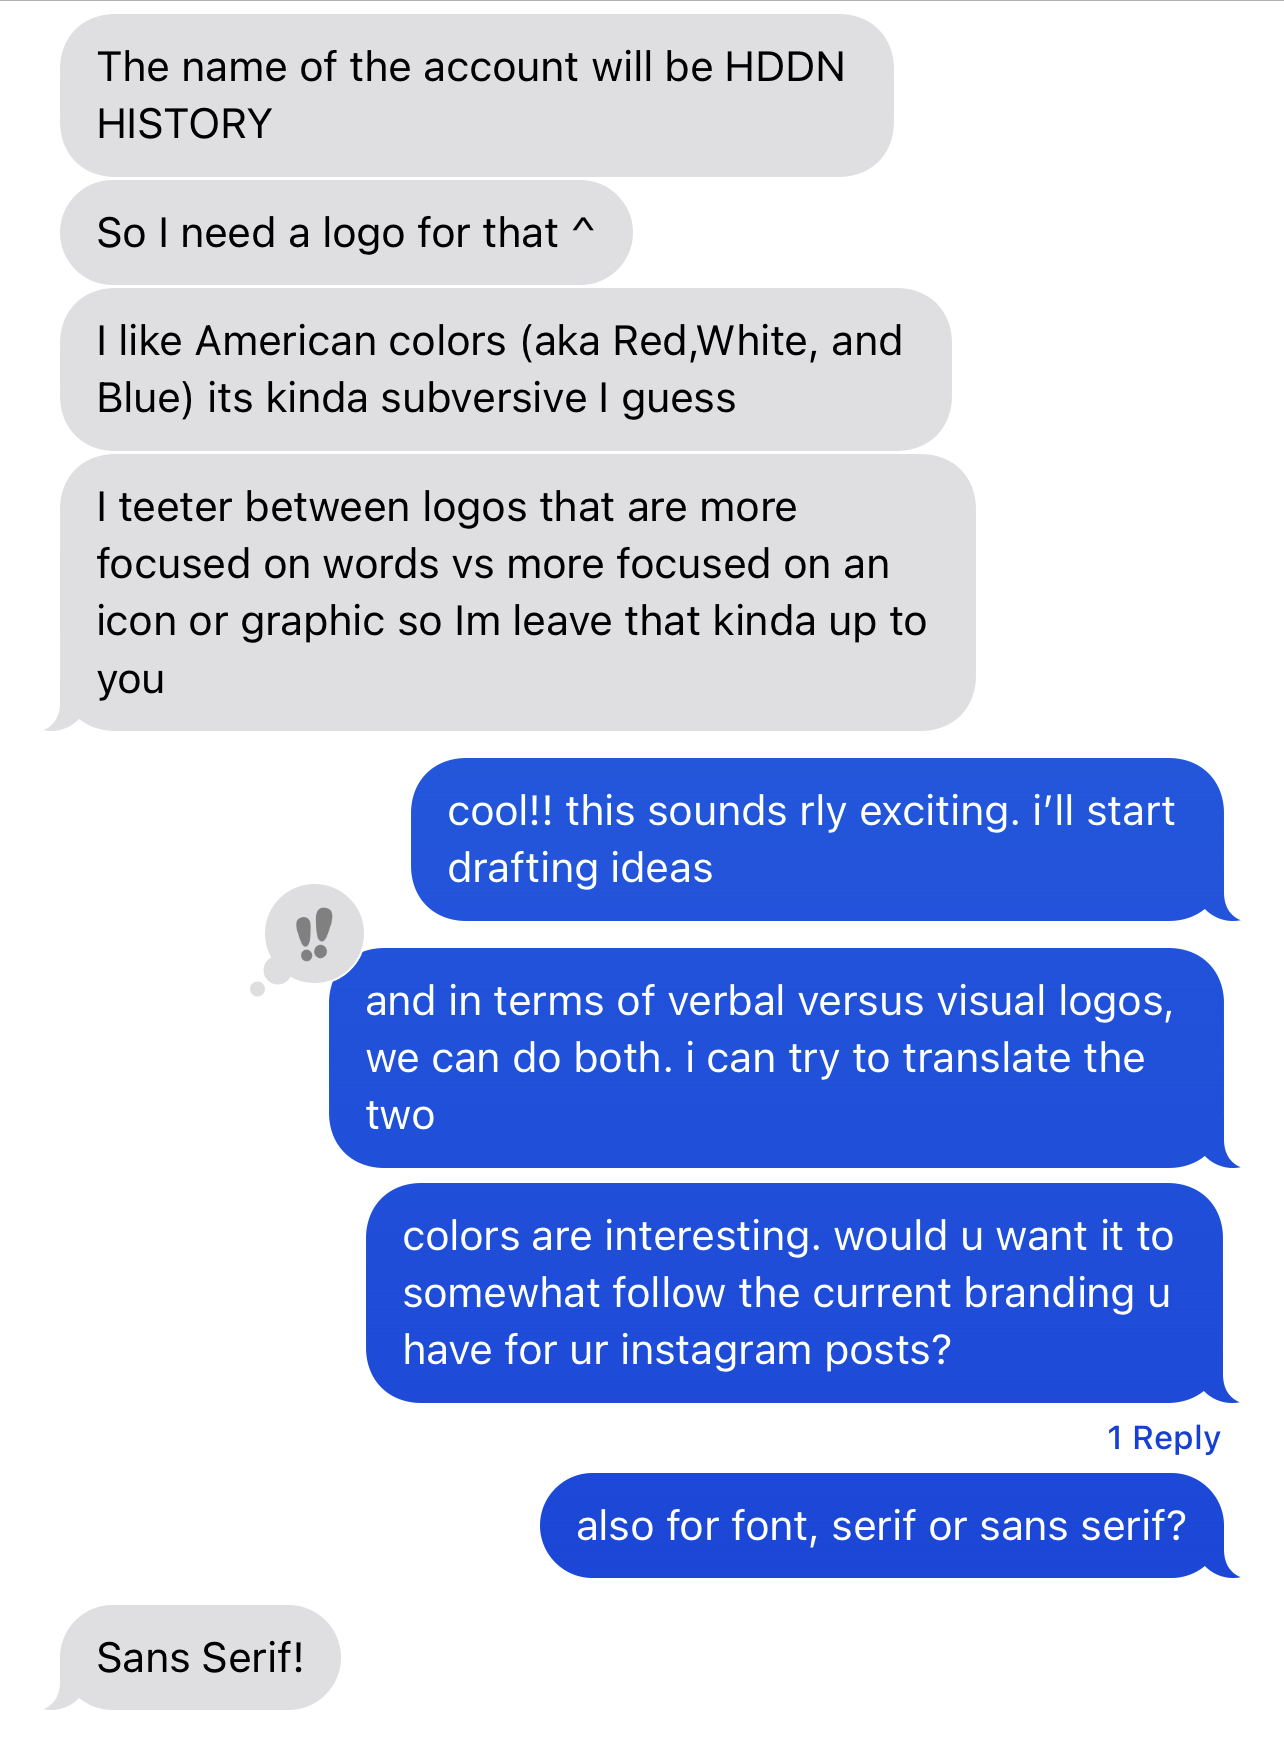 The name of the account will be HDDN
HISTORY
So I need a logo for that ^
I like American colors (aka Red,White, and
Blue) its kinda subversive I guess
I teeter between logos that are more
focused on words vs more focused on an
icon or graphic so Im leave that kinda up to
you
cool!! this sounds rly exciting. i’ll start
drafting ideas
!!
and in terms of verbal versus visual logos,
we can do both. i can try to translate the
two
colors are interesting. would u want it to
somewhat follow the current branding u
have for ur instagram posts?
1 Reply
also for font, serif or sans serif?
Sans Serif!